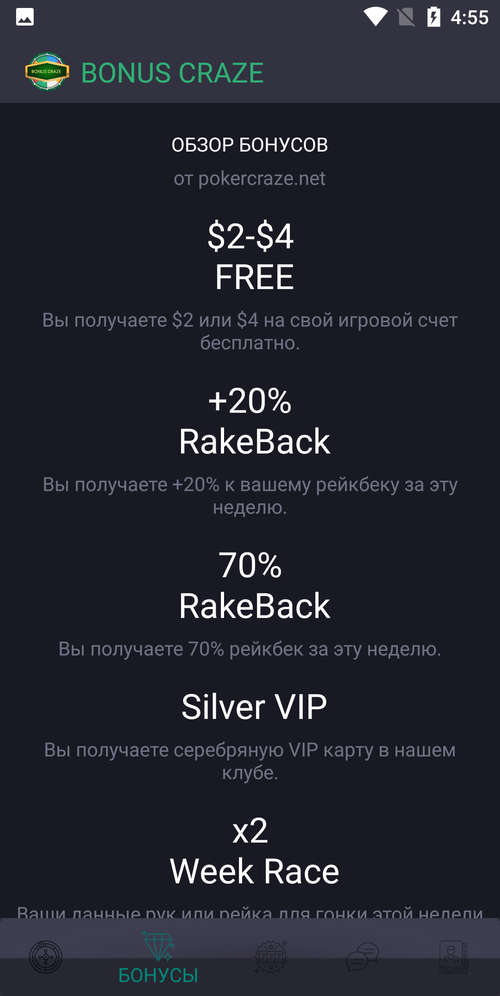 4:55
BONUS CRAZE
BONUS CRAZE
ОБЗОР БОНУСОВ
от pokercraze.net
$2-$4
FREE
Вы получаете $2 или $4 на свой игровой счет
бесплатно.
+20%
RakeBack
Вы получаете +20% к вашему рейкбеку за эту
неделю.
70%
RakeBack
Вы получаете 70% рейкбек за эту неделю.
Silver VIP
Вы получаете серебряную VIP карту в нашем
клубе.
x2
Week Race
Ваши данные рук или рейка для гонки этой недели
777
БОНУСЫ